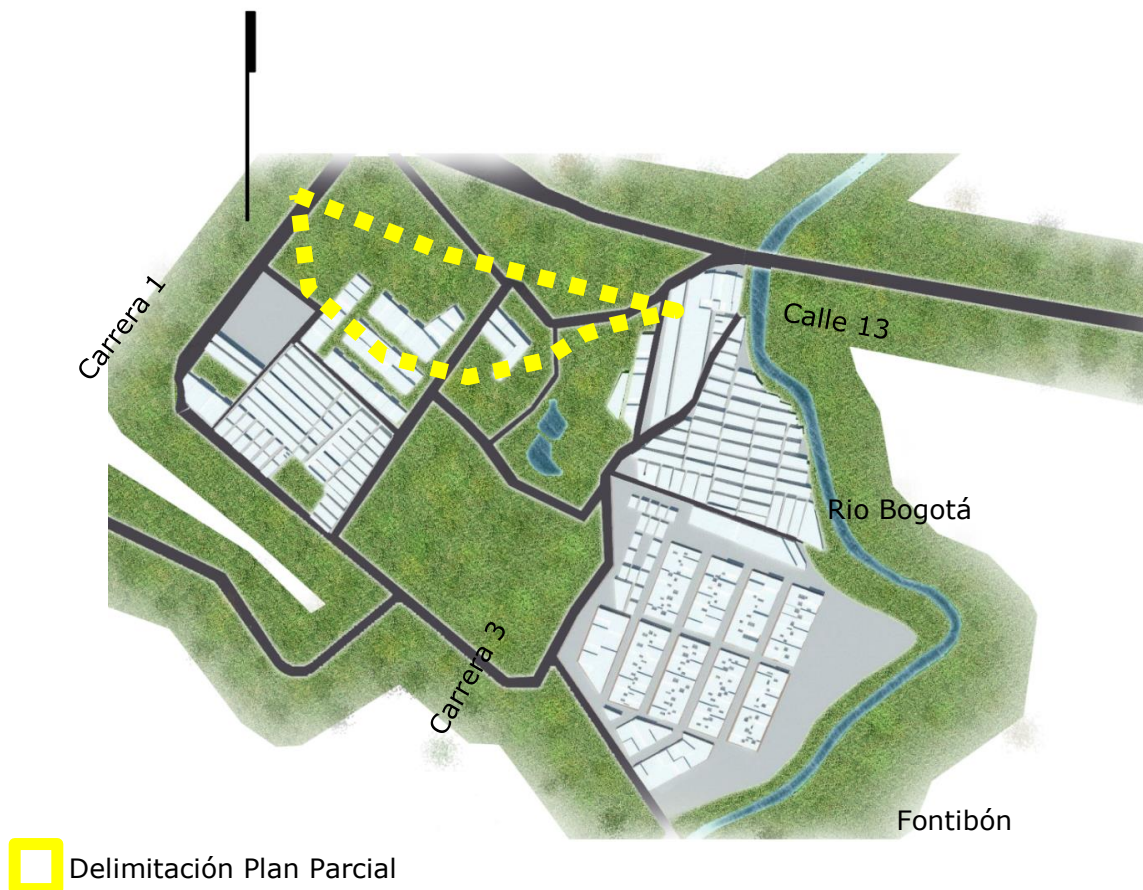 Carrera 1
Calle 13
Rio Bogotá
Carrera 3
Fontibón
Delimitación Plan Parcial